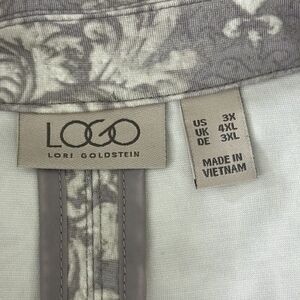 LOGO
LORI GOLDSTEIN
US 3X
UK 4XL
DE 3XL
MADE IN
VIETNAM